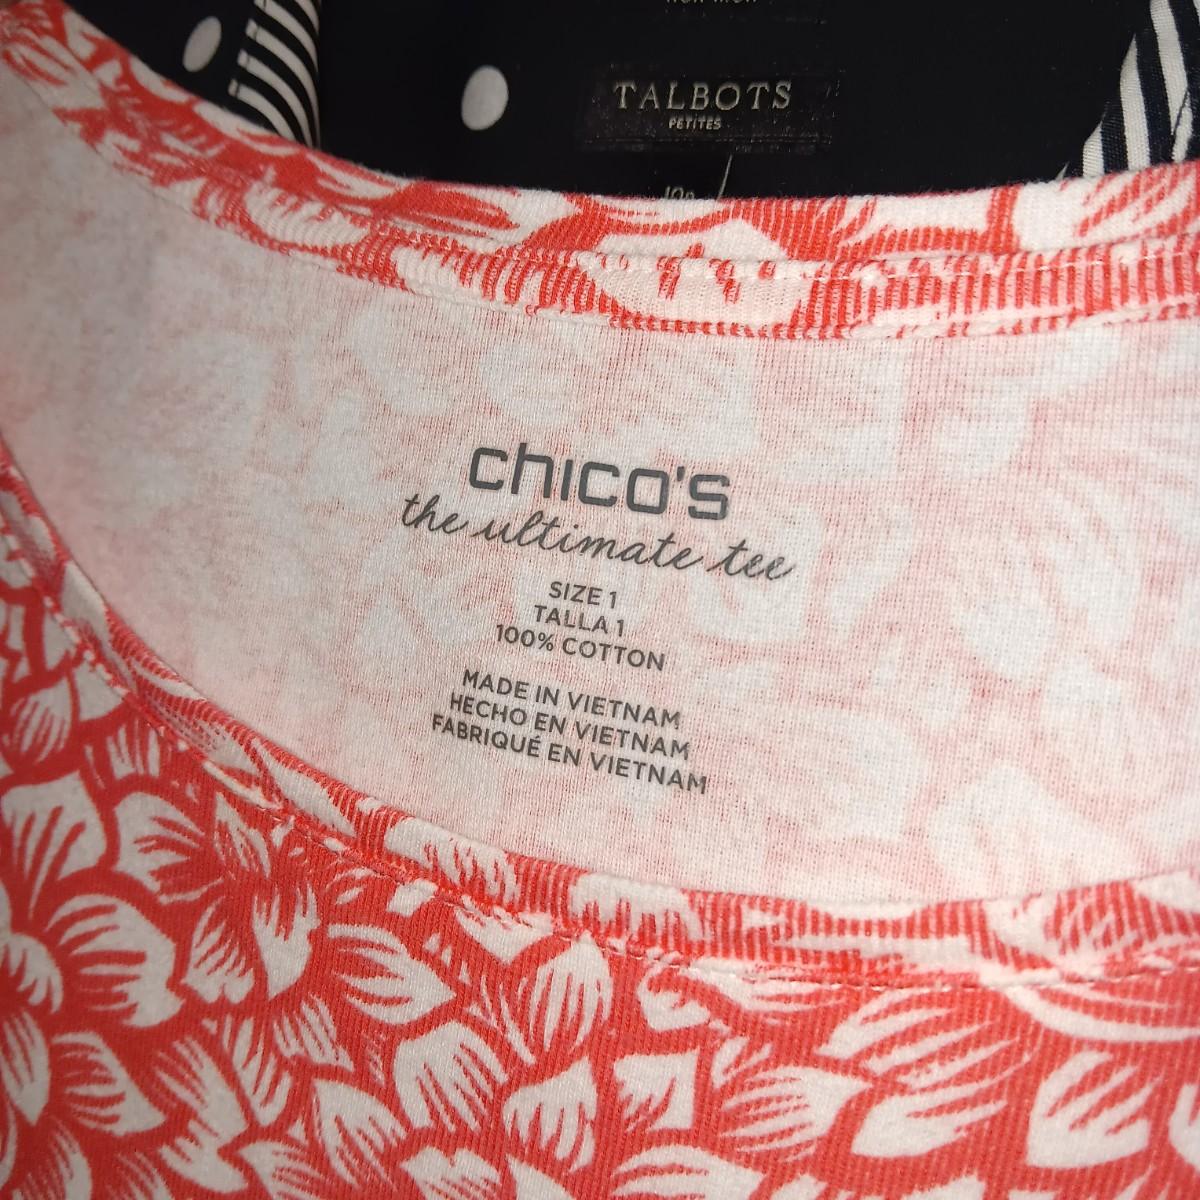 TALBOTS
PETITES
chico's
the ultimate tee
SIZE 1
TALLA 1
100% COTTON
MADE IN VIETNAM
HECHO EN VIETNAM
FABRIQUÉ EN VIETNAM